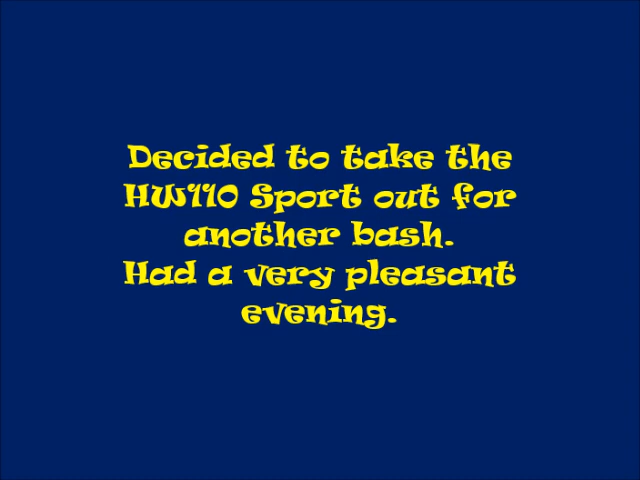 Decided to take the
HW110 Sport out for
another bash.
Had a very pleasant
evening.